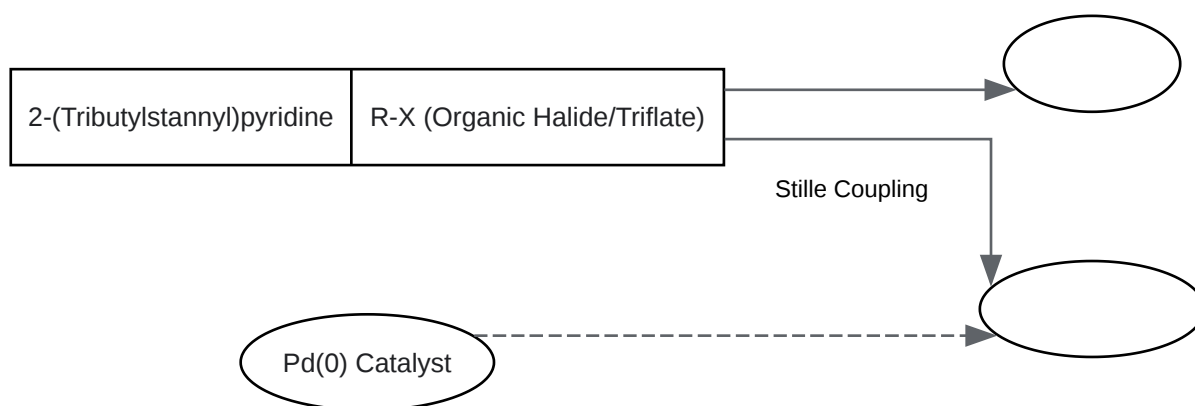 2-(Tributylstannyl)pyridine
R-X (Organic Halide/Triflate)
Stille Coupling
Pd(0) Catalyst